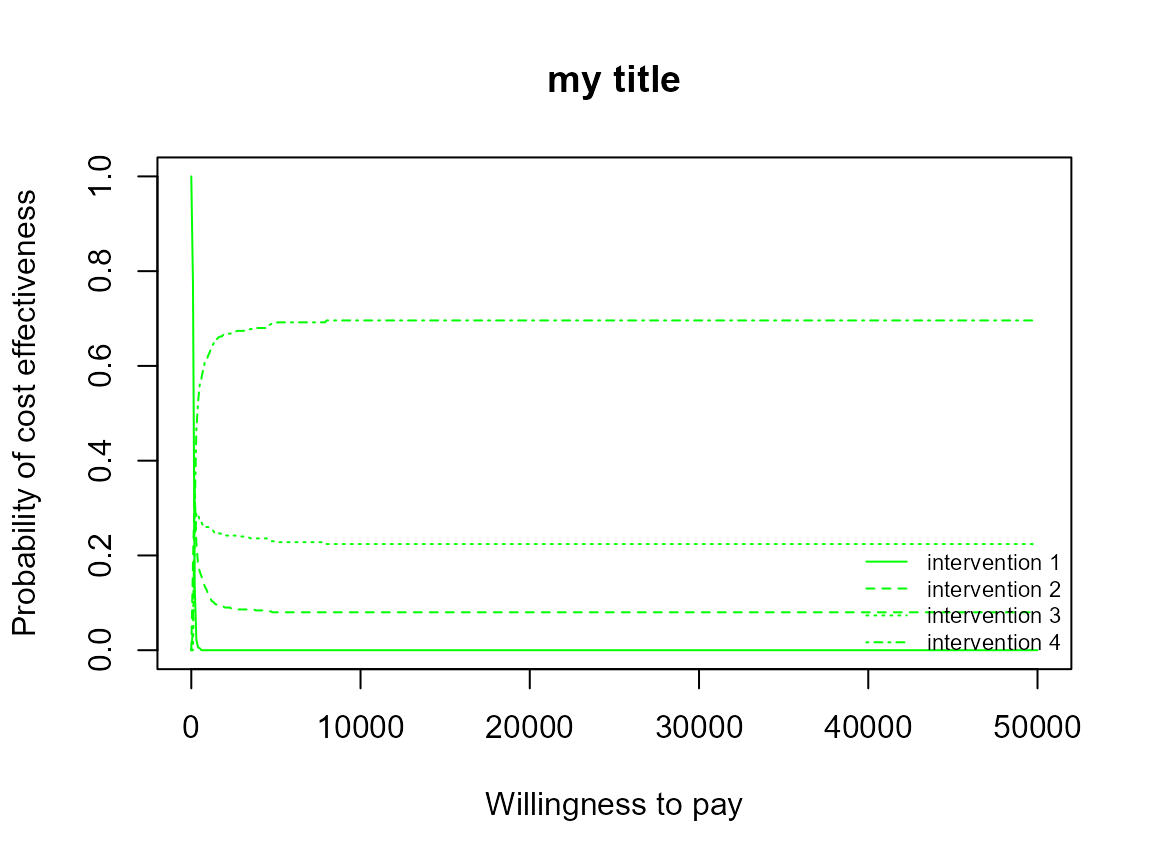 my title
Probability of cost effectiveness
1.0
0.8
0.6
0.4
0.2
0.0
intervention 1
intervention 2
intervention 3
intervention 4
0 10000 20000 30000 40000 50000
Willingness to pay